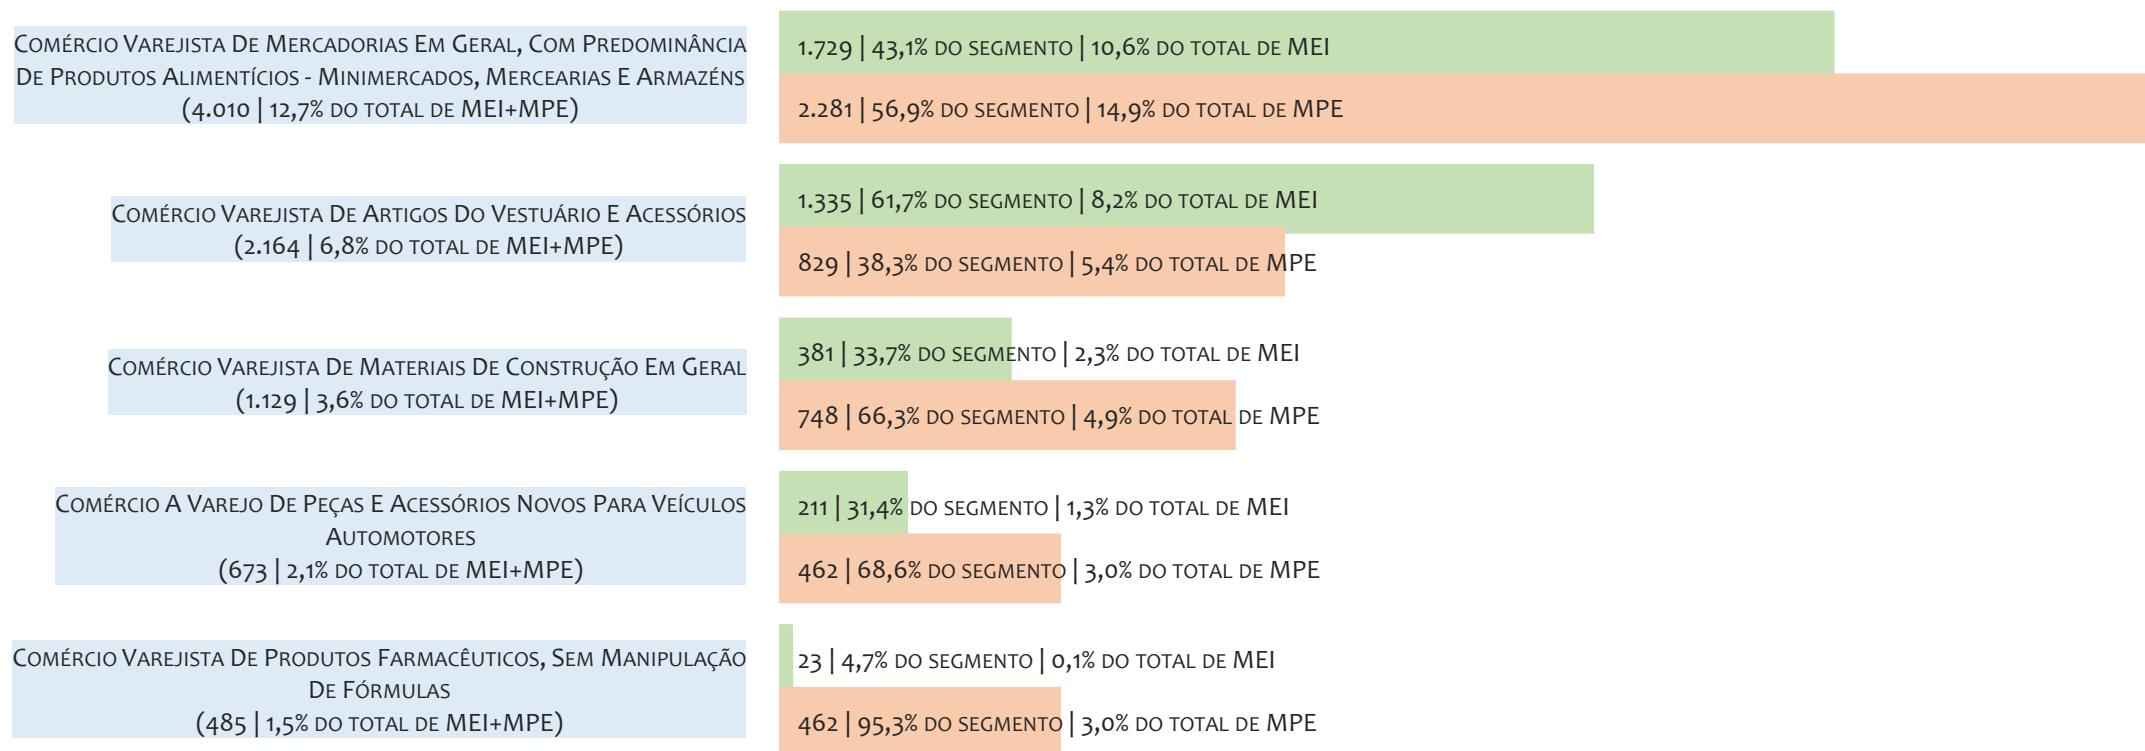 Comércio Varejista De Mercadorias Em Geral, Com Predominância
De Produtos Alimentícios - Minimercados, Mercearias E Armazéns
(4.010 | 12,7% do total de MEI+MPE)
1.729 | 43,1% do segmento | 10,6% do total de MEI
2.281 | 56,9% do segmento | 14,9% do total de MPE
Comércio Varejista De Artigos Do Vestuário E Acessórios
(2.164 | 6,8% do total de MEI+MPE)
1.335 | 61,7% do segmento | 8,2% do total de MEI
829 | 38,3% do segmento | 5,4% do total de MPE
Comércio Varejista De Materiais De Construção Em Geral
(1.129 | 3,6% do total de MEI+MPE)
381 | 33,7% do segmento | 2,3% do total de MEI
748 | 66,3% do segmento | 4,9% do total de MPE
Comércio A Varejo De Peças E Acessórios Novos Para Veículos
Automotores
(673 | 2,1% do total de MEI+MPE)
211 | 31,4% do segmento | 1,3% do total de MEI
462 | 68,6% do segmento | 3,0% do total de MPE
Comércio Varejista De Produtos Farmacêuticos, Sem Manipulação
De Fórmulas
(485 | 1,5% do total de MEI+MPE)
23 | 4,7% do segmento | 0,1% do total de MEI
462 | 95,3% do segmento | 3,0% do total de MPE